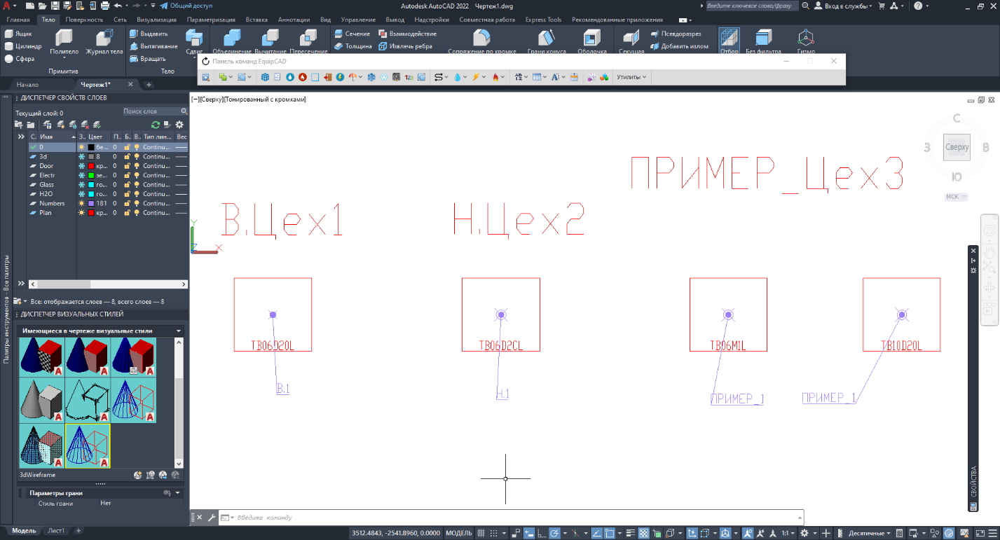 Общий доступ
Autodesk AutoCAD 2022 Чертеж1.dwg
Введите ключевое слово/фразу
Вход в службы
Главная Тело Поверхность Сеть Визуализация Параметризация Вставка Аннотации Вид Управление Вывод Надстройки Совместная работа Express Tools Рекомендованные приложения
Ящик
Цилиндр
Сфера
Политело
Журнал тела
Примитив
Выдавить
Вытягивание
Вращать
Сдвиг
Тело
Объединение Вычитание Пересечение
Сечение
Толщина
Взаимодействие
Извлечь ребра
Сопряжение по кромке
Грани конуса
Оболочка
Секущая
Псевдоразрез
Добавить излом
Отбор
Без фильтра
Гизмо
Панель команд EquipCAD
123
AB
12
Утилиты
Начало
Чертеж1*
ДИСПЕТЧЕР СВОЙСТВ СЛОЕВ
Текущий слой: 0
Поиск слоя
С. Имя З.. Цвет П.. Б. В.. Тип лин... Вес
0 бе... 0 Continu...
3d 8 0 Continu...
Door кр... 0 Continu...
Electr зе... 0 Continu...
Glass го... 0 Continu...
H2O го... 0 Continu...
Numbers 181 0 Continu...
Plan кр... 0 Continu...
Все: отображается слоев — 8, всего слоев — 8
ДИСПЕТЧЕР ВИЗУАЛЬНЫХ СТИЛЕЙ
Имеющиеся в чертеже визуальные стили
3dWireframe
Параметры грани
Стиль грани Нет
Палитры инструментов - Все палитры
[−][Сверху][Тонированный с кромками]
С
З
Сверху
В
Ю
МСК
ПРИМЕР_Цех3
В.Цех1
Н.Цех2
Y
X
Z
TB06D20L
TB06D2CL
TB06M1L
TB10D20L
В.1
Н.1
ПРИМЕР_1
ПРИМЕР_1
СВОЙСТВА
Введите команду
Модель Лист1
3512.4843, -2541.8960, 0.0000 МОДЕЛЬ
1:1
Десятичные